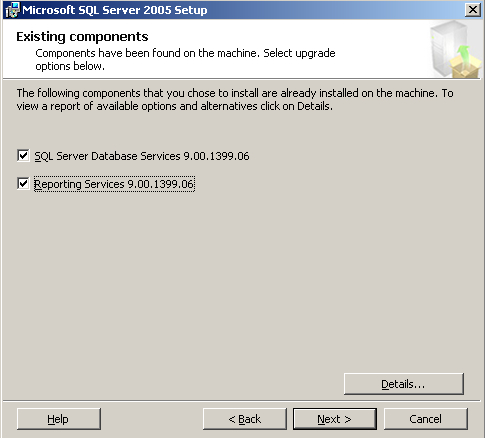 Microsoft SQL Server 2005 Setup
Existing components
Components have been found on the machine. Select upgrade
options below.
The following components that you chose to install are already installed on the machine. To
view a report of available options and alternatives click on Details.
SQL Server Database Services 9.00.1399.06
Reporting Services 9.00.1399.06
Details...
Help
< Back
Next >
Cancel